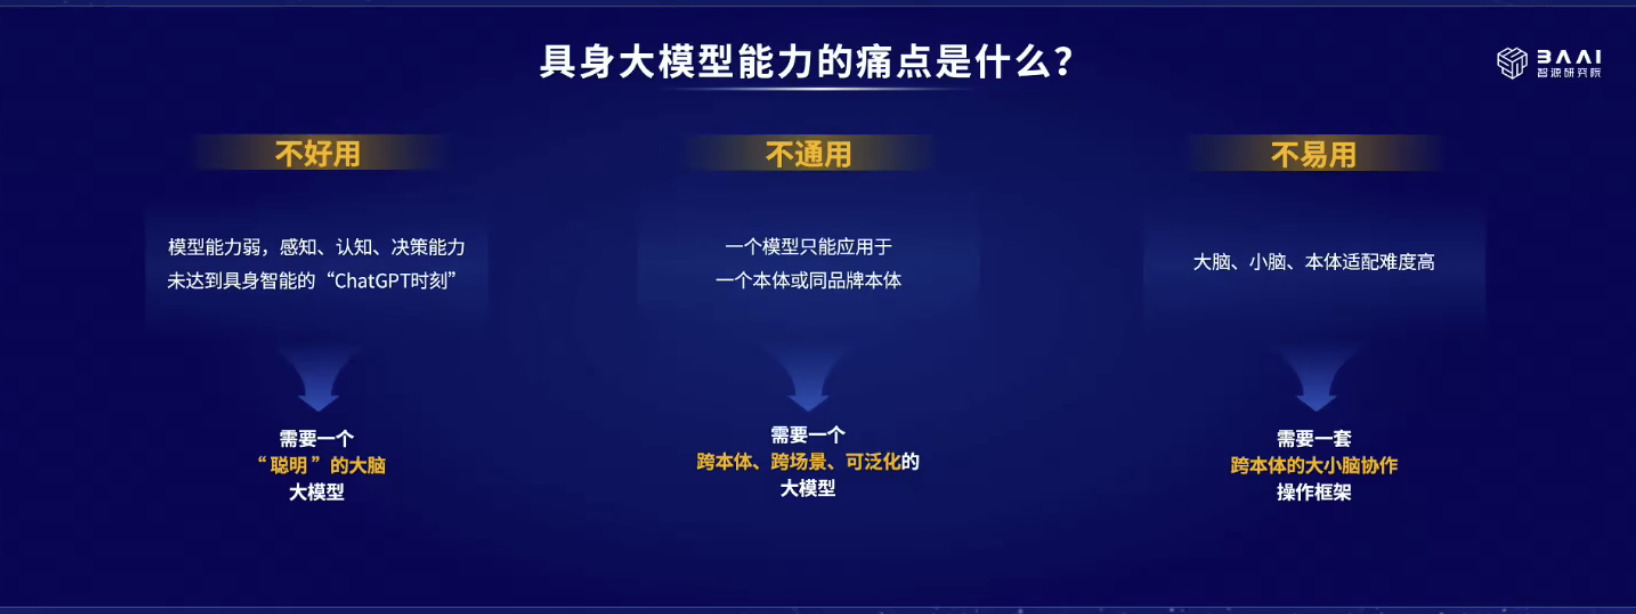 具身大模型能力的痛点是什么？
BAAI
智源研究院
不好用
模型能力弱，感知、认知、决策能力
未达到具身智能的“ChatGPT时刻”
需要一个
“聪明”的大脑
大模型
不通用
一个模型只能应用于
一个本体或同品牌本体
需要一个
跨本体、跨场景、可泛化的
大模型
不易用
大脑、小脑、本体适配难度高
需要一套
跨本体的大小脑协作
操作框架